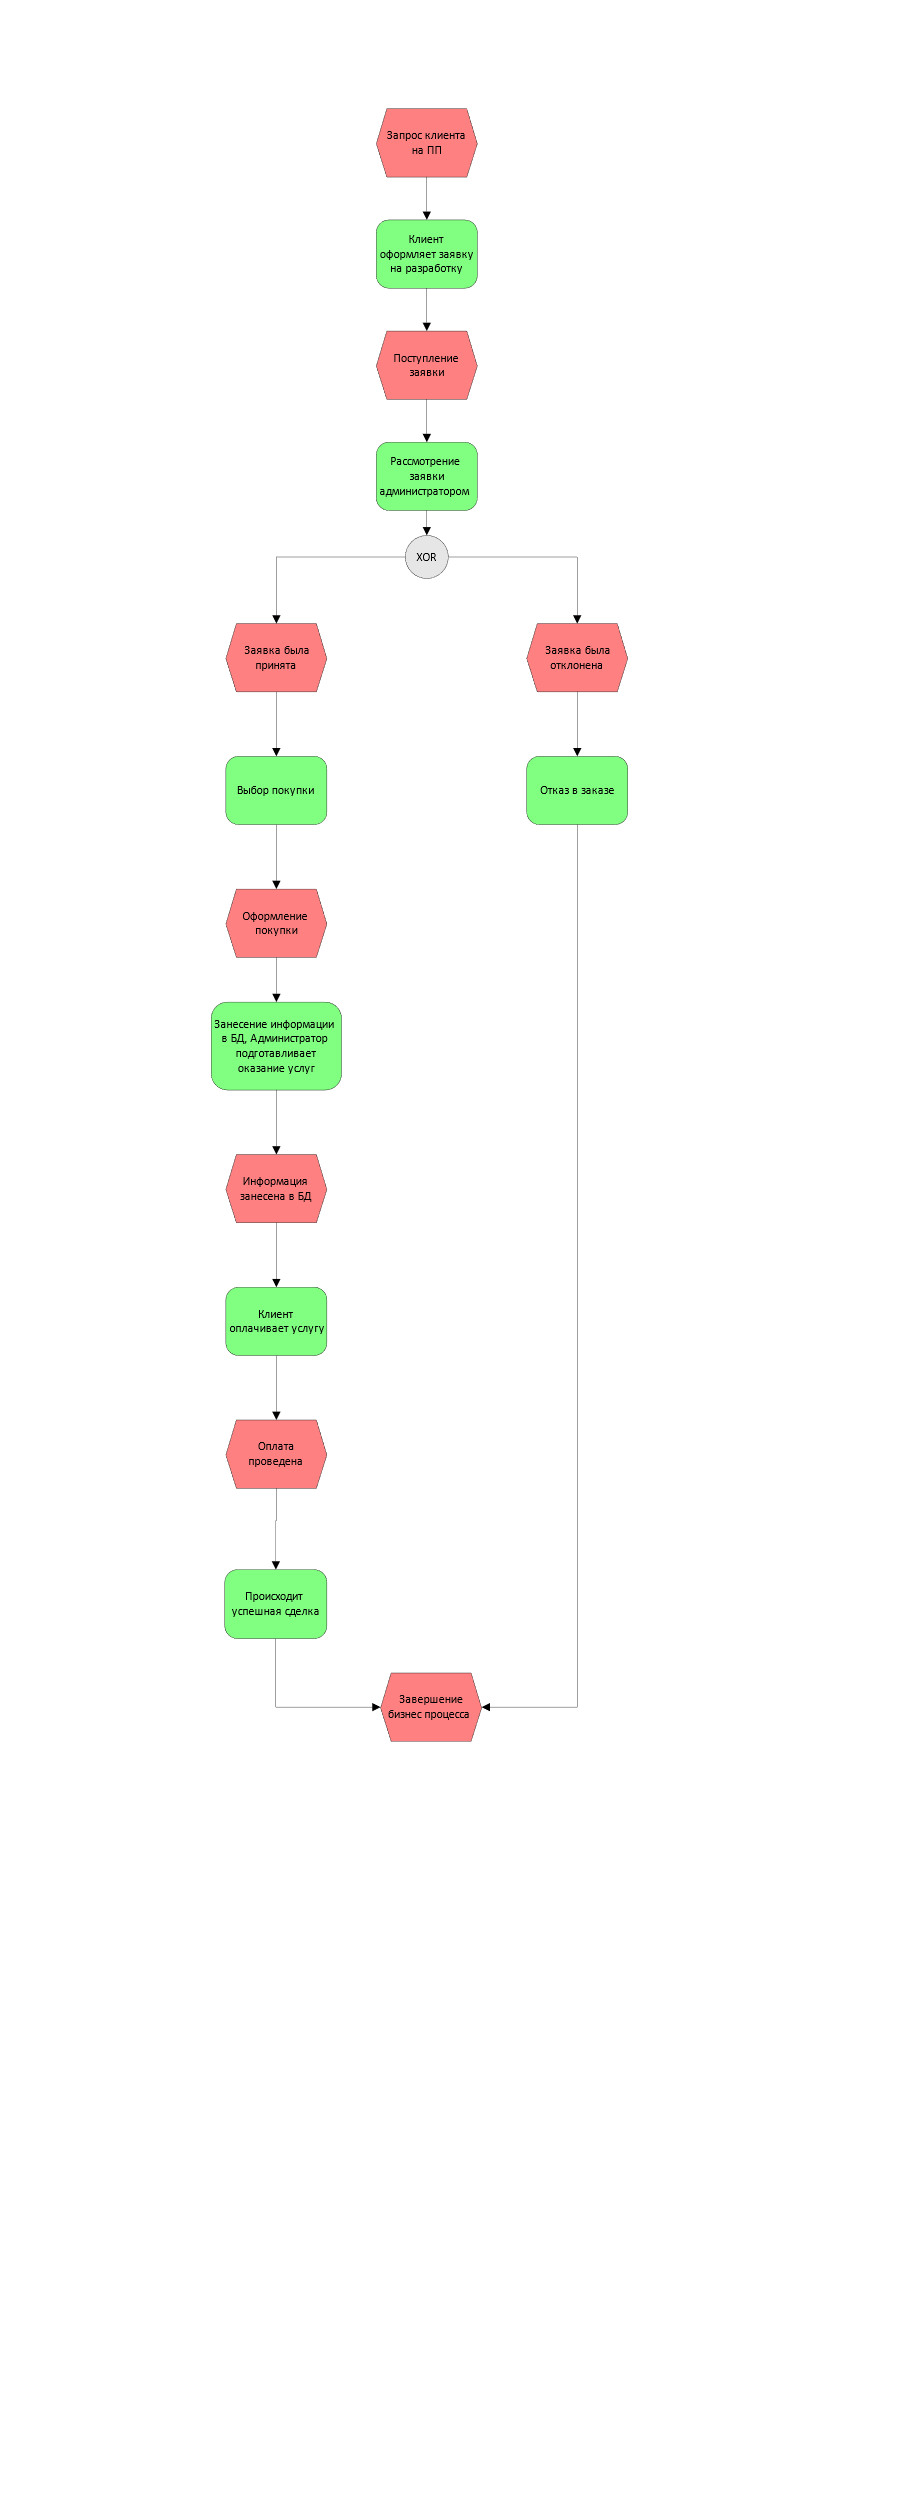 Запрос клиента
на ПП
Клиент
оформляет заявку
на разработку
Поступление
заявки
Рассмотрение
заявки
администратором
XOR
Заявка была
принята
Заявка была
отклонена
Выбор покупки
Отказ в заказе
Оформление
покупки
Занесение информации
в БД, Администратор
подготавливает
оказание услуг
Информация
занесена в БД
Клиент
оплачивает услугу
Оплата
проведена
Происходит
успешная сделка
Завершение
бизнес процесса